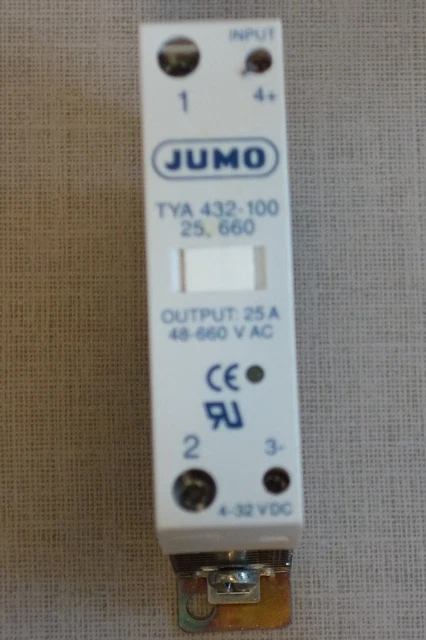 INPUT
1 4+
JUMO
TYA 432-100
25, 660
OUTPUT: 25 A
48-660 V AC
CE
RU
2 3-
4-32 VDC